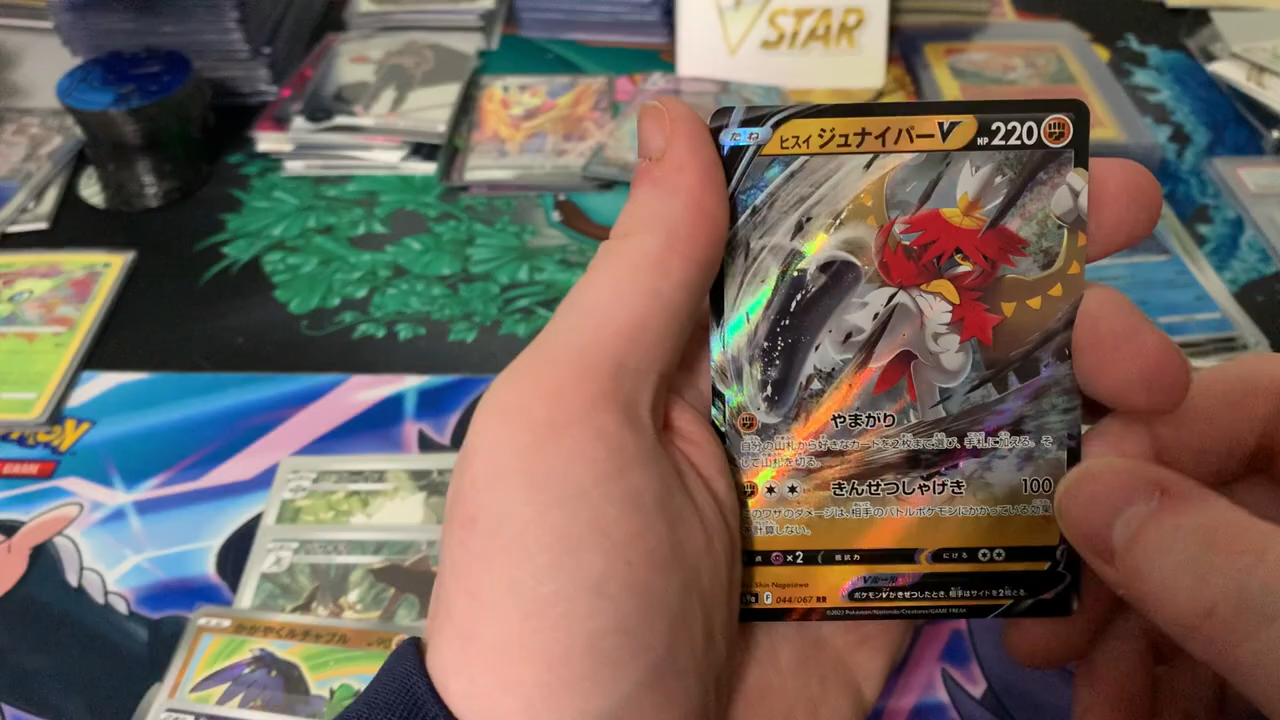 STAR
たね
ヒスイ ジュナイパーV
HP 220
やまがり
自分の山札から好きなカードを2枚まで選び、手札に加える。そ
して山札を切る。
きんせつしゃげき 100
このワザのダメージは、相手のバトルポケモンにかかっている効果
を計算しない。
点 ×2 抵抗力 にげる
Shin Nagasawa
Vルール
ポケモンVがきぜつしたとき、相手はサイドを2枚とる。
F 044/067 RR
©2022 Pokémon/Nintendo/Creatures/GAME FREAK
GAME
かがやくルチャブル